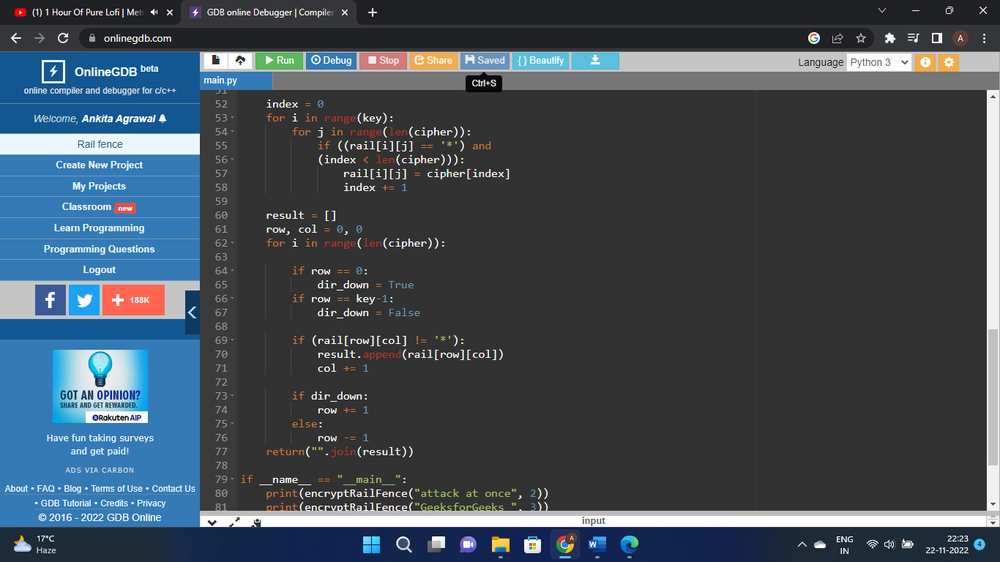 (1) 1 Hour Of Pure Lofi | Met
GDB online Debugger | Compiler
onlinegdb.com
A
OnlineGDB beta
online compiler and debugger for c/c++
Welcome, Ankita Agrawal
Rail fence
Create New Project
My Projects
Classroom new
Learn Programming
Programming Questions
Logout
188K
GOT AN OPINION?
SHARE AND GET REWARDED.
Rakuten AIP
Have fun taking surveys
and get paid!
ADS VIA CARBON
About • FAQ • Blog • Terms of Use • Contact Us
• GDB Tutorial • Credits • Privacy
© 2016 - 2022 GDB Online
Run Debug Stop Share Saved { } Beautify
Language Python 3
main.py
Ctrl+S
51
52 index = 0
53 for i in range(key):
54 for j in range(len(cipher)):
55 if ((rail[i][j] == '*') and
56 (index < len(cipher))):
57 rail[i][j] = cipher[index]
58 index += 1
59
60 result = []
61 row, col = 0, 0
62 for i in range(len(cipher)):
63
64 if row == 0:
65 dir_down = True
66 if row == key-1:
67 dir_down = False
68
69 if (rail[row][col] != '*'):
70 result.append(rail[row][col])
71 col += 1
72
73 if dir_down:
74 row += 1
75 else:
76 row -= 1
77 return("".join(result))
78
79 if __name__ == "__main__":
80 print(encryptRailFence("attack at once", 2))
81 print(encryptRailFence("GeeksforGeeks ", 3))
input
17°C
Haze
A
ENG
IN
22:23
22-11-2022
4